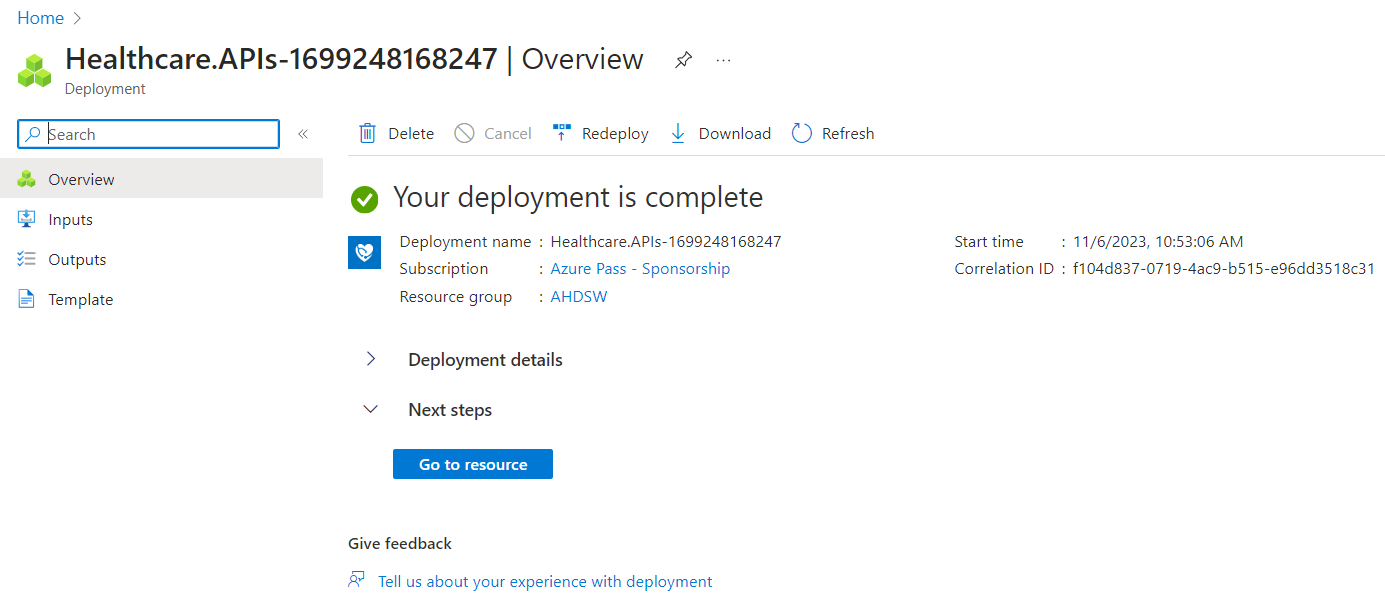 Home
Healthcare.APIs-1699248168247 | Overview ...
Deployment
Search «
Delete Cancel Redeploy Download Refresh
Overview
Inputs
Outputs
Template
Your deployment is complete
Deployment name : Healthcare.APIs-1699248168247
Subscription : Azure Pass - Sponsorship
Resource group : AHDSW
Start time : 11/6/2023, 10:53:06 AM
Correlation ID : f104d837-0719-4ac9-b515-e96dd3518c31
Deployment details
Next steps
Go to resource
Give feedback
Tell us about your experience with deployment